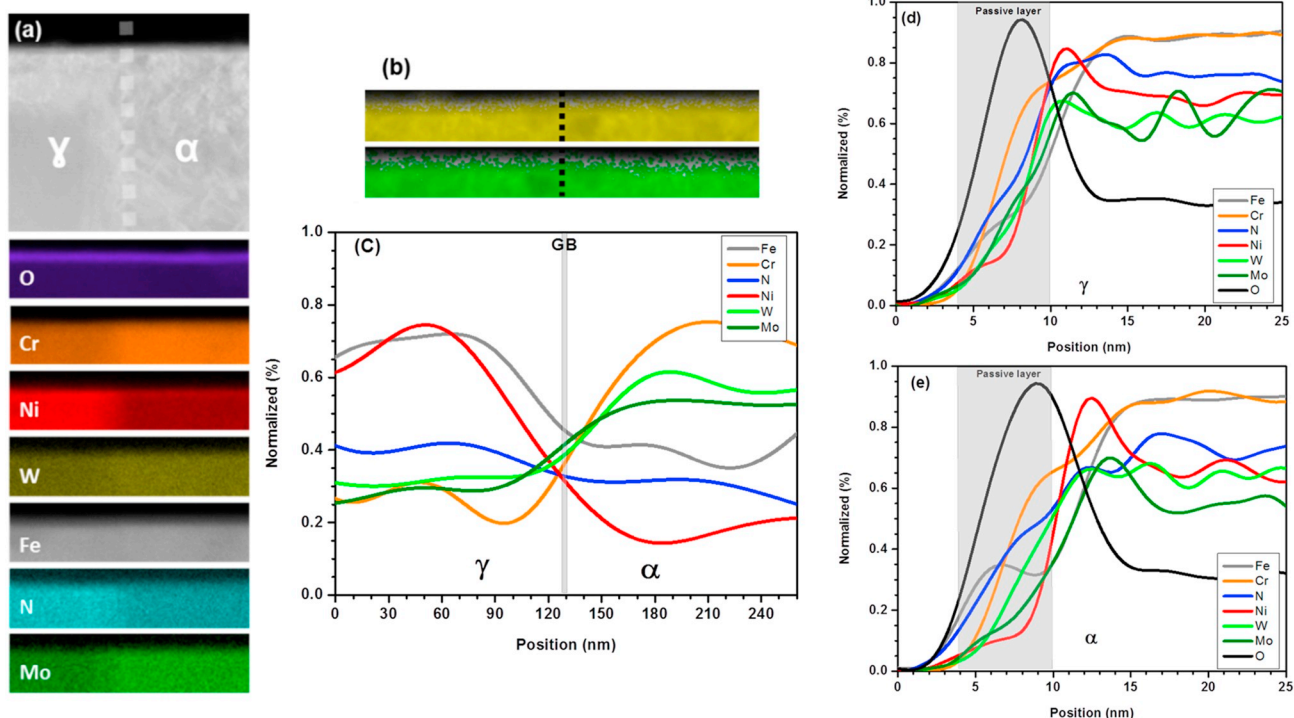 (a)
ɣ
α
O
Cr
Ni
W
Fe
N
Mo
(b)
(C)
GB
Fe
Cr
N
Ni
W
Mo
1.0
0.8
0.6
0.4
0.2
0.0
Normalized (%)
γ
α
0 30 60 90 120 150 180 210 240
Position (nm)
(d)
Passive layer
1.0
0.8
0.6
0.4
0.2
0.0
Normalized (%)
Fe
Cr
N
Ni
W
Mo
O
γ
0 5 10 15 20 25
Position (nm)
(e)
Passive layer
1.0
0.8
0.6
0.4
0.2
0.0
Normalized (%)
Fe
Cr
N
Ni
W
Mo
O
α
0 5 10 15 20 25
Position (nm)